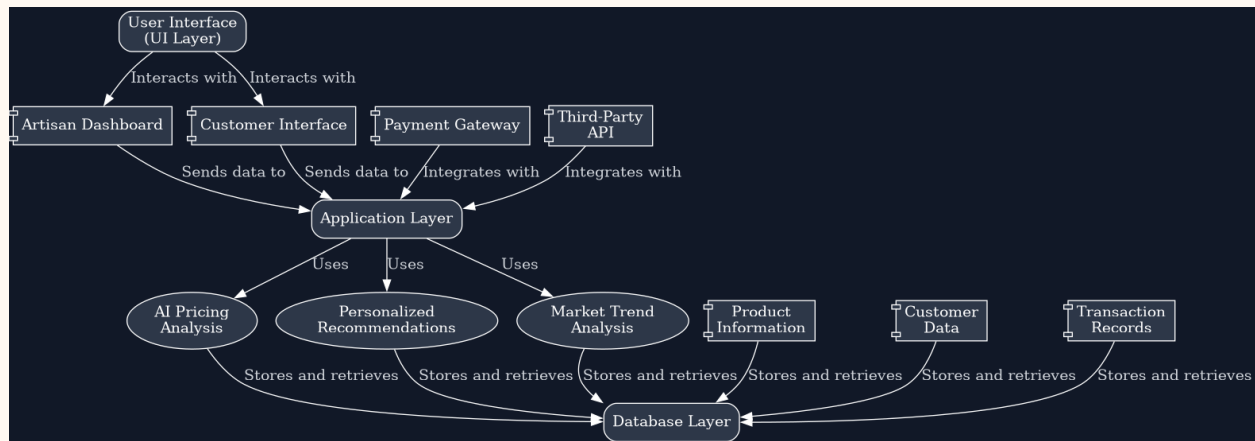 User Interface
(UI Layer)
Interacts with
Interacts with
Artisan Dashboard
Customer Interface
Payment Gateway
Third-Party
API
Sends data to
Sends data to
Integrates with
Integrates with
Application Layer
Uses
Uses
Uses
AI Pricing
Analysis
Personalized
Recommendations
Market Trend
Analysis
Product
Information
Customer
Data
Transaction
Records
Stores and retrieves
Stores and retrieves
Stores and retrieves
Stores and retrieves
Stores and retrieves
Stores and retrieves
Database Layer